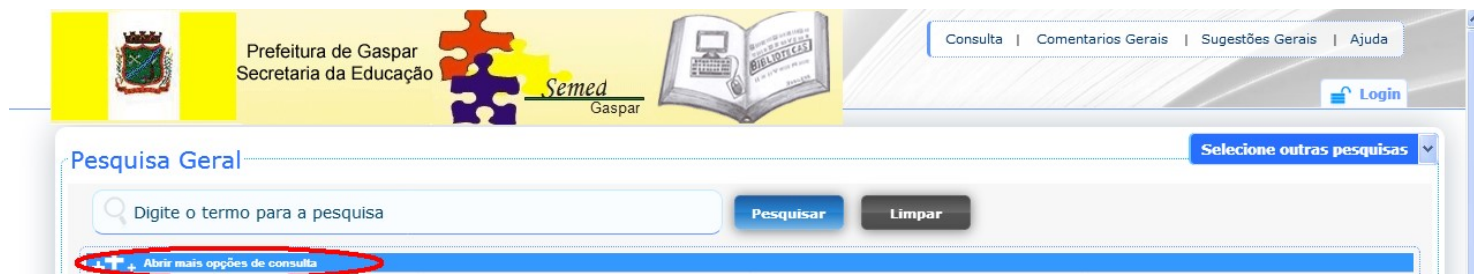 Prefeitura de Gaspar
Secretaria da Educação
Semed
Gaspar
BIBLIOTECAS
Consulta | Comentarios Gerais | Sugestões Gerais | Ajuda
Login
Pesquisa Geral
Selecione outras pesquisas
Digite o termo para a pesquisa
Pesquisar
Limpar
Abrir mais opções de consulta